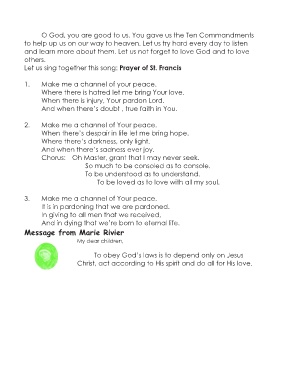 O God, you are good to us. You gave us the Ten Commandments
to help us on our way to heaven. Let us try hard every day to listen
and learn more about them. Let us not forget to love God and to love
others.
Let us sing together this song: Prayer of St. Francis
1. Make me a channel of your peace.
Where there is hatred let me bring Your love.
When there is injury, Your pardon Lord.
And when there's doubt , true faith in You.
2. Make me a channel of Your peace.
When there's despair in life let me bring hope.
Where there's darkness, only light.
And when there's sadness ever joy.
Chorus: Oh Master, grant that I may never seek.
So much to be consoled as to console.
To be understood as to understand.
To be loved as to love with all my soul.
3. Make me a channel of Your peace.
It is in pardoning that we are pardoned.
In giving to all men that we received.
And in dying that we're born to eternal life.
Message from Marie Rivier
My dear children,
To obey God's laws is to depend only on Jesus
Christ, act according to His spirit and do all for His love.